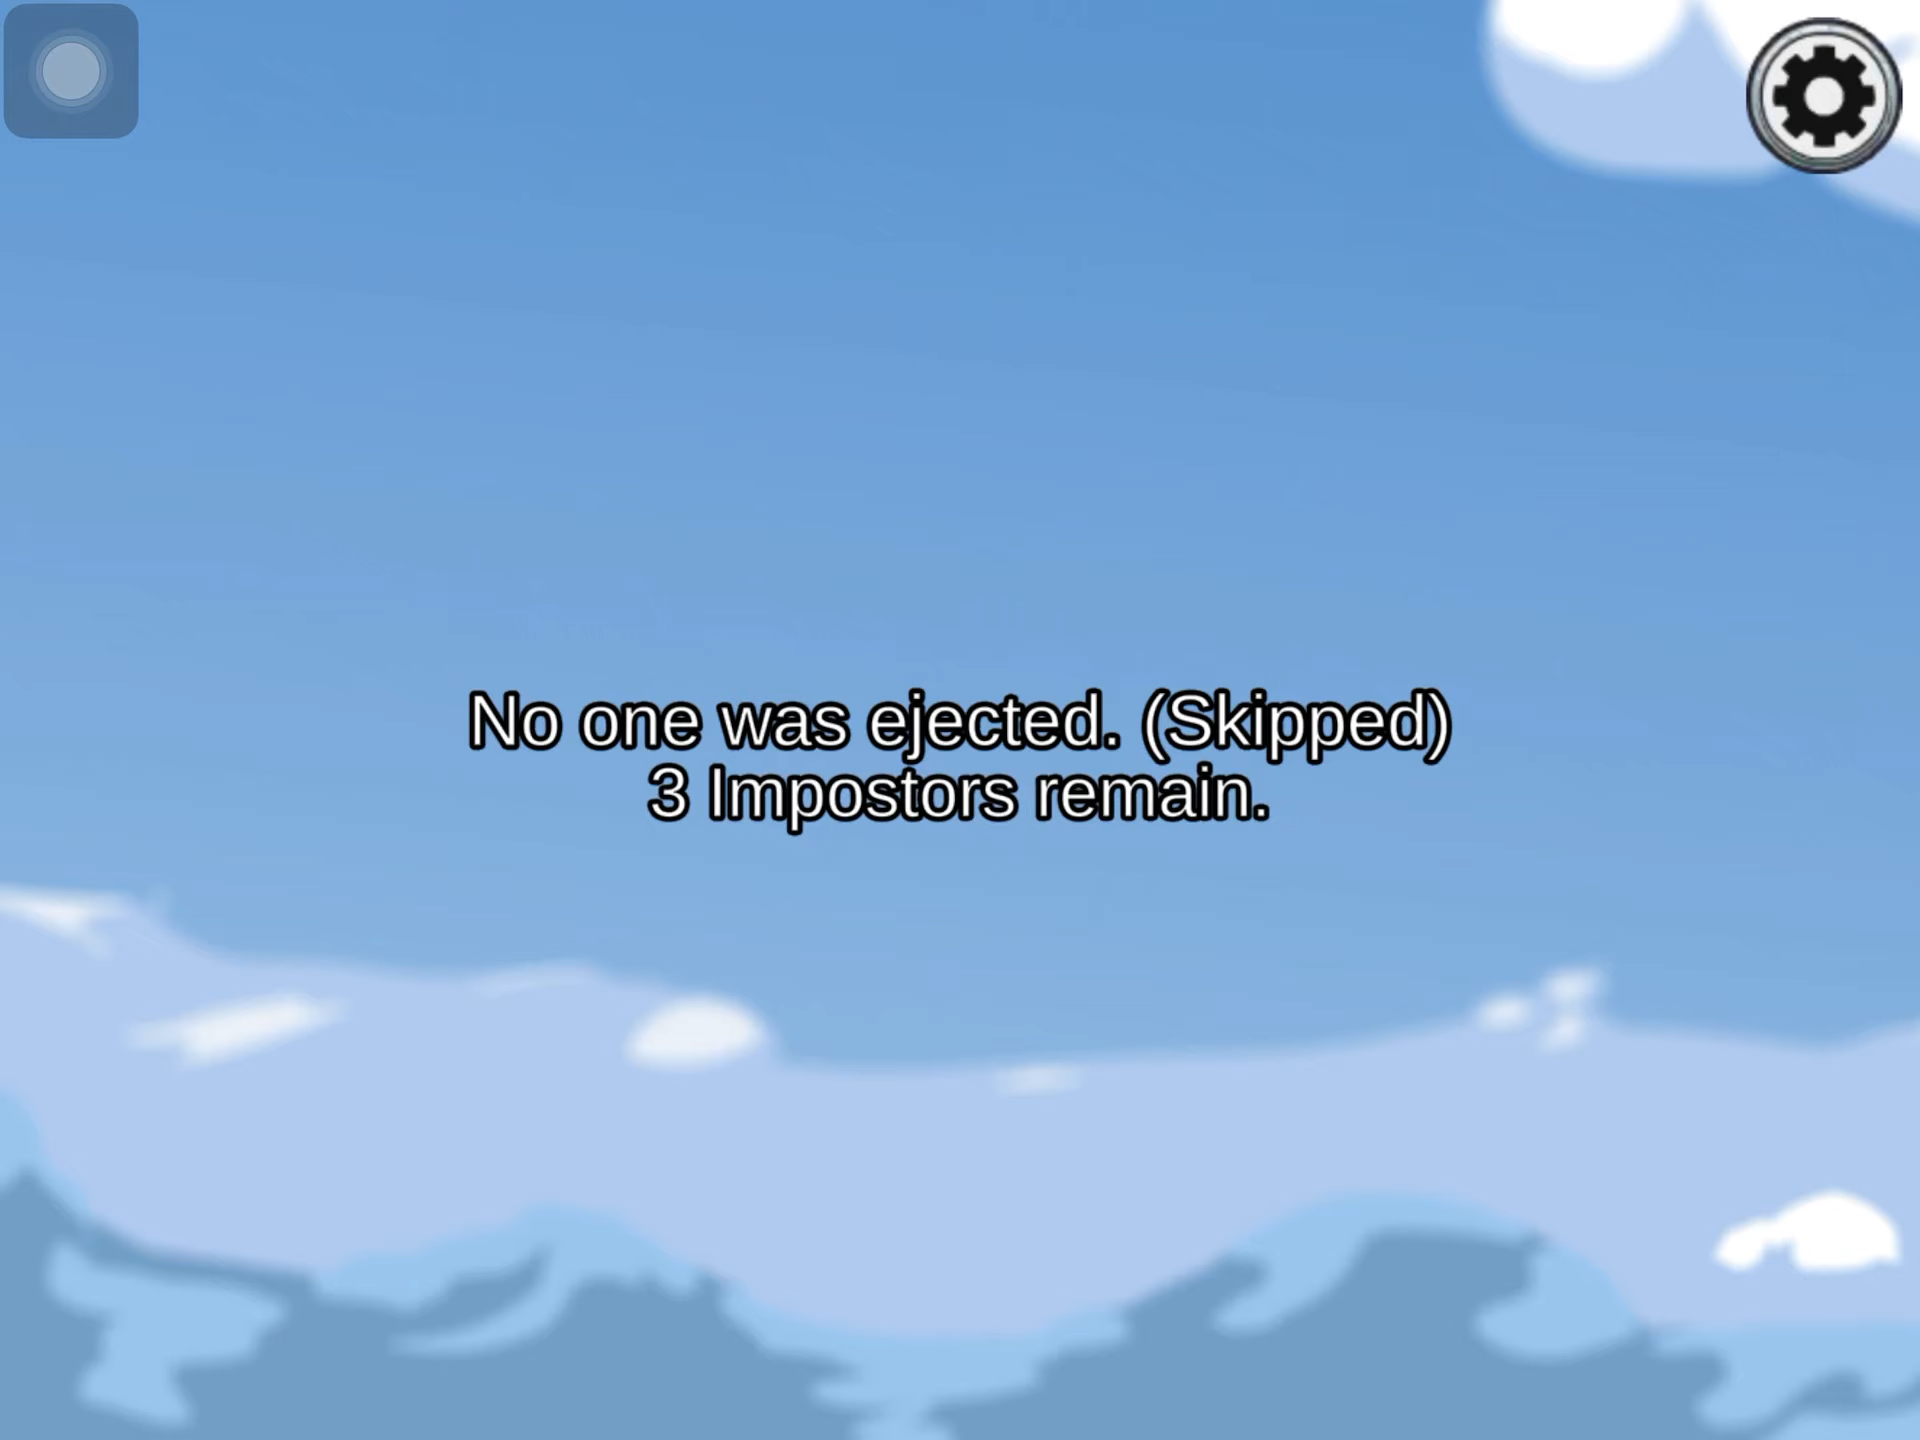 No one was ejected. (Skipped)
3 Impostors remain.